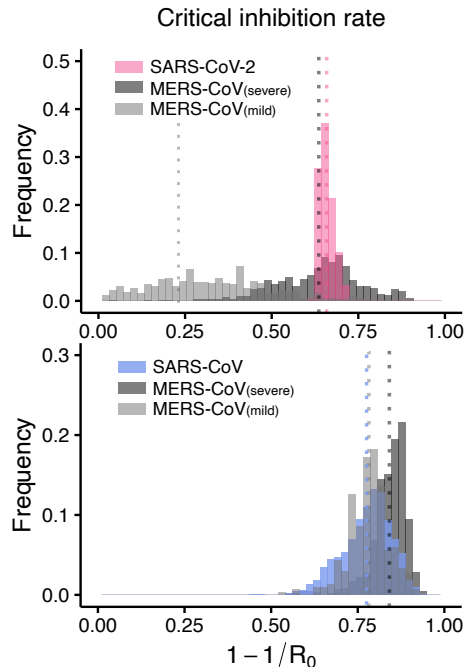 Critical inhibition rate
0.5
0.4
0.3
0.2
0.1
0.0
Frequency
SARS-CoV-2
MERS-CoV(severe)
MERS-CoV(mild)
0.00 0.25 0.50 0.75 1.00
0.3
0.2
0.1
0.0
Frequency
SARS-CoV
MERS-CoV(severe)
MERS-CoV(mild)
0.00 0.25 0.50 0.75 1.00
1 − 1/R₀